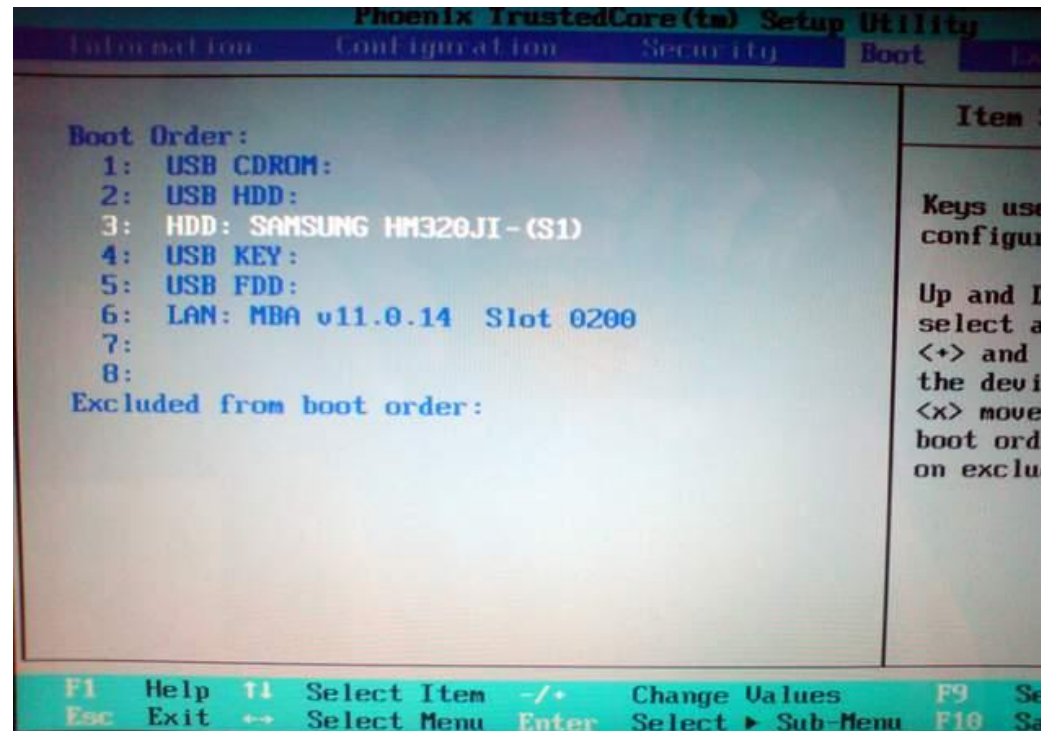 Phoenix TrustedCore(tm) Setup Utility
Information Configuration Security Boot
Boot Order:
1: USB CDROM:
2: USB HDD:
3: HDD: SAMSUNG HM320JI-(S1)
4: USB KEY:
5: USB FDD:
6: LAN: MBA v11.0.14 Slot 0200
7:
8:
Excluded from boot order:
Item
Keys use
configur
Up and D
select a
<+> and
the devi
<x> move
boot ord
on exclu
F1 Help ↑↓ Select Item -/+ Change Values F9 Se
Esc Exit ↔ Select Menu Enter Select ▶ Sub-Menu F10 Sa